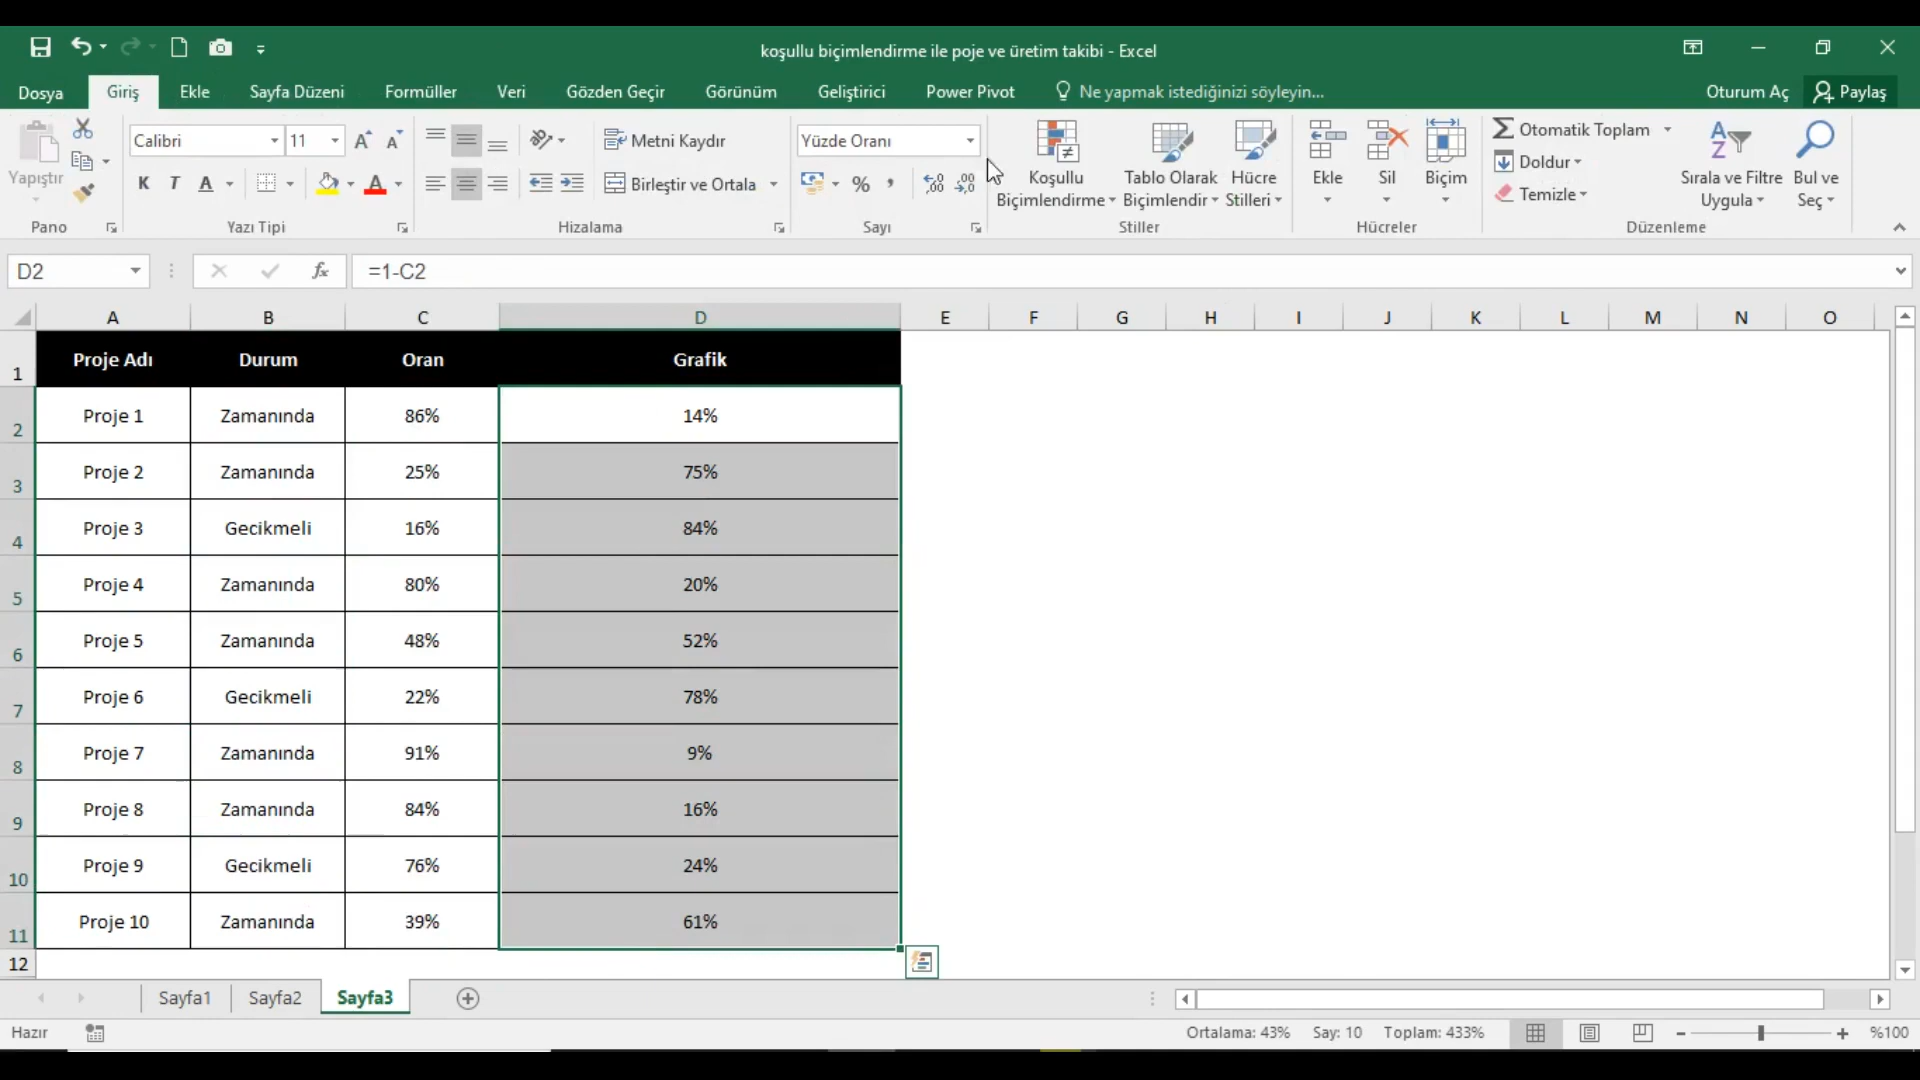 koşullu biçimlendirme ile poje ve üretim takibi - Excel
Dosya Giriş Ekle Sayfa Düzeni Formüller Veri Gözden Geçir Görünüm Geliştirici Power Pivot Ne yapmak istediğinizi söyleyin... Oturum Aç Paylaş
Yapıştır
Calibri 11
K T A
A A
Metni Kaydır
Birleştir ve Ortala
Yüzde Oranı
%
Koşullu Biçimlendirme
Tablo Olarak Biçimlendir
Hücre Stilleri
Ekle Sil Biçim
Otomatik Toplam
Doldur
Temizle
Sırala ve Filtre Uygula
Bul ve Seç
Pano Yazı Tipi Hizalama Sayı Stiller Hücreler Düzenleme
D2 fx =1-C2
A B C D E F G H I J K L M N O
1 Proje Adı Durum Oran Grafik
2 Proje 1 Zamanında 86% 14%
3 Proje 2 Zamanında 25% 75%
4 Proje 3 Gecikmeli 16% 84%
5 Proje 4 Zamanında 80% 20%
6 Proje 5 Zamanında 48% 52%
7 Proje 6 Gecikmeli 22% 78%
8 Proje 7 Zamanında 91% 9%
9 Proje 8 Zamanında 84% 16%
10 Proje 9 Gecikmeli 76% 24%
11 Proje 10 Zamanında 39% 61%
12
Sayfa1 Sayfa2 Sayfa3
Hazır Ortalama: 43% Say: 10 Toplam: 433% - + %100